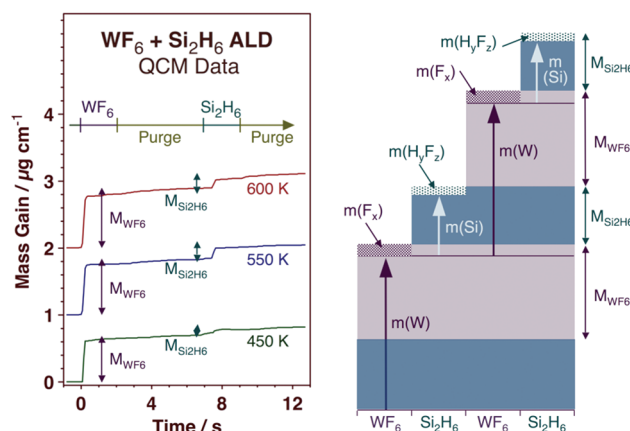 WF6 + Si2H6 ALD
QCM Data
WF6
Si2H6
Purge
Purge
Mass Gain / µg cm-1
4
3
2
1
0
600 K
MWF6
MSi2H6
550 K
MWF6
MSi2H6
450 K
MWF6
MSi2H6
0
4
8
12
Time / s
m(HyFz)
m
(Si)
MSi2H6
m(Fx)
m(W)
MWF6
m(HyFz)
m(Si)
MSi2H6
m(Fx)
m(W)
MWF6
WF6
Si2H6
WF6
Si2H6